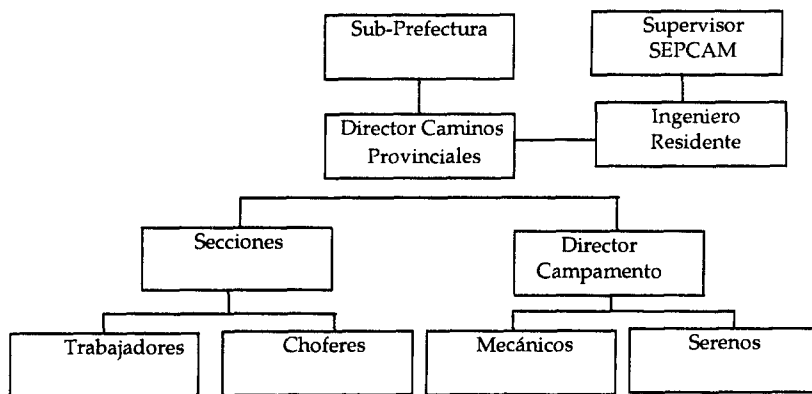 Sub-Prefectura
Supervisor
SEPCAM
Director Caminos
Provinciales
Ingeniero
Residente
Secciones
Director
Campamento
Trabajadores
Choferes
Mecánicos
Serenos